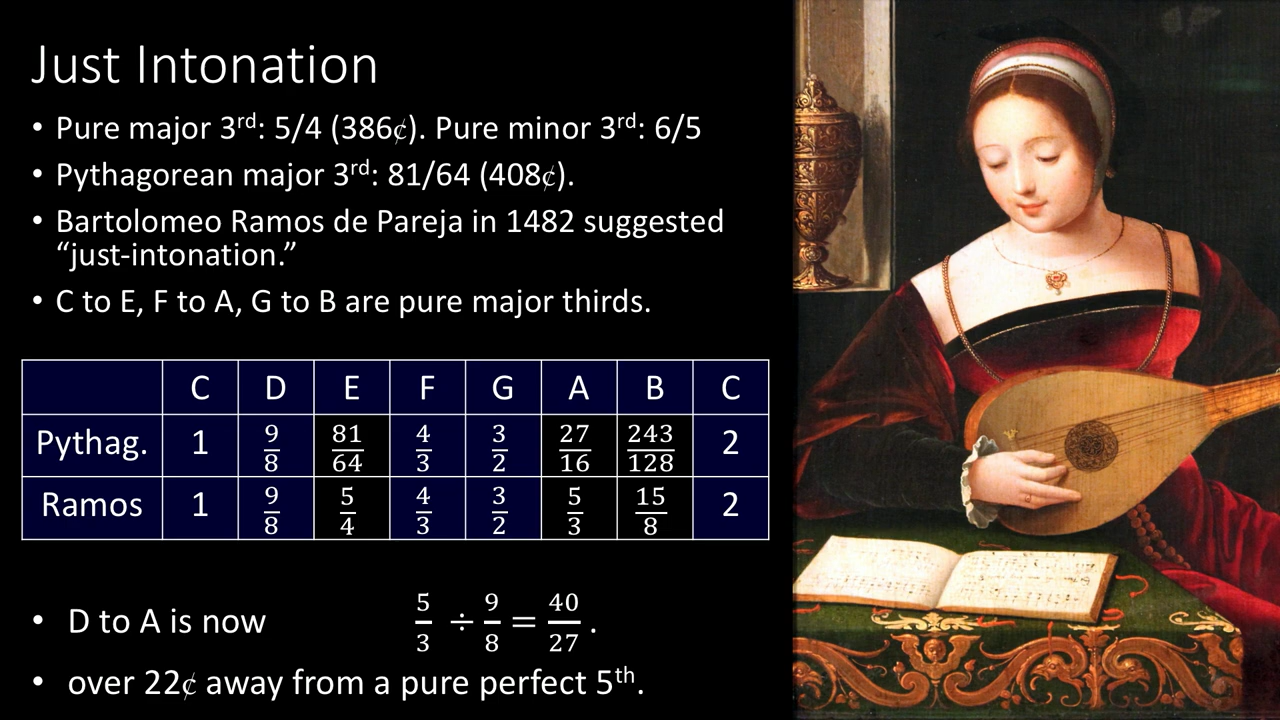 Just Intonation
• Pure major 3rd: 5/4 (386¢). Pure minor 3rd: 6/5
• Pythagorean major 3rd: 81/64 (408¢).
• Bartolomeo Ramos de Pareja in 1482 suggested
“just-intonation.”
• C to E, F to A, G to B are pure major thirds.
C D E F G A B C
Pythag. 1 9/8 81/64 4/3 3/2 27/16 243/128 2
Ramos 1 9/8 5/4 4/3 3/2 5/3 15/8 2
• D to A is now 5/3 ÷ 9/8 = 40/27 .
• over 22¢ away from a pure perfect 5th.